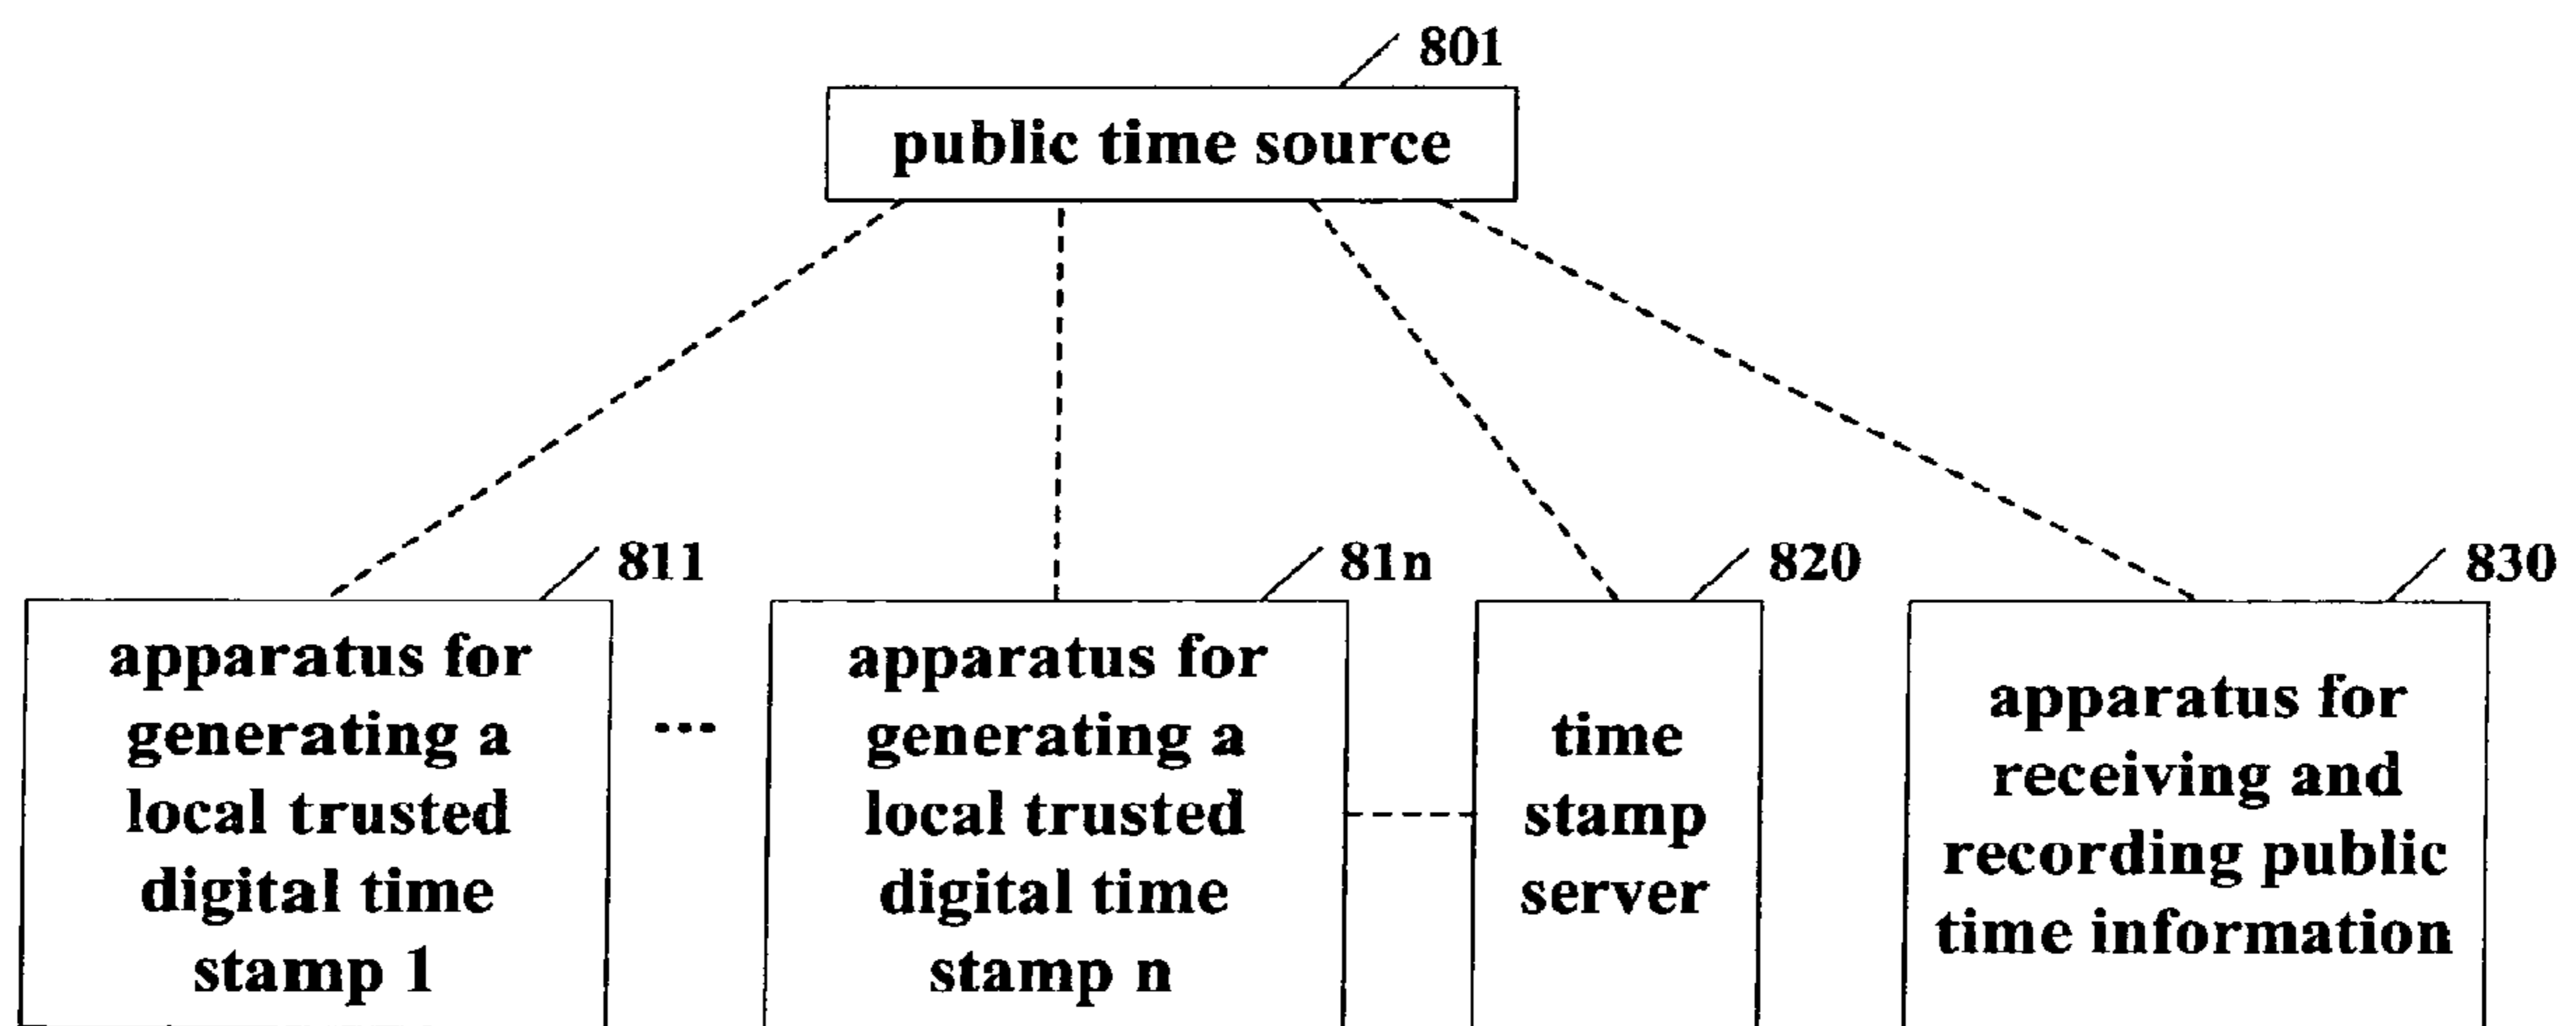 801
public time source
811
apparatus for
generating a
local trusted
digital time
stamp 1
...
81n
apparatus for
generating a
local trusted
digital time
stamp n
820
time
stamp
server
830
apparatus for
receiving and
recording public
time information